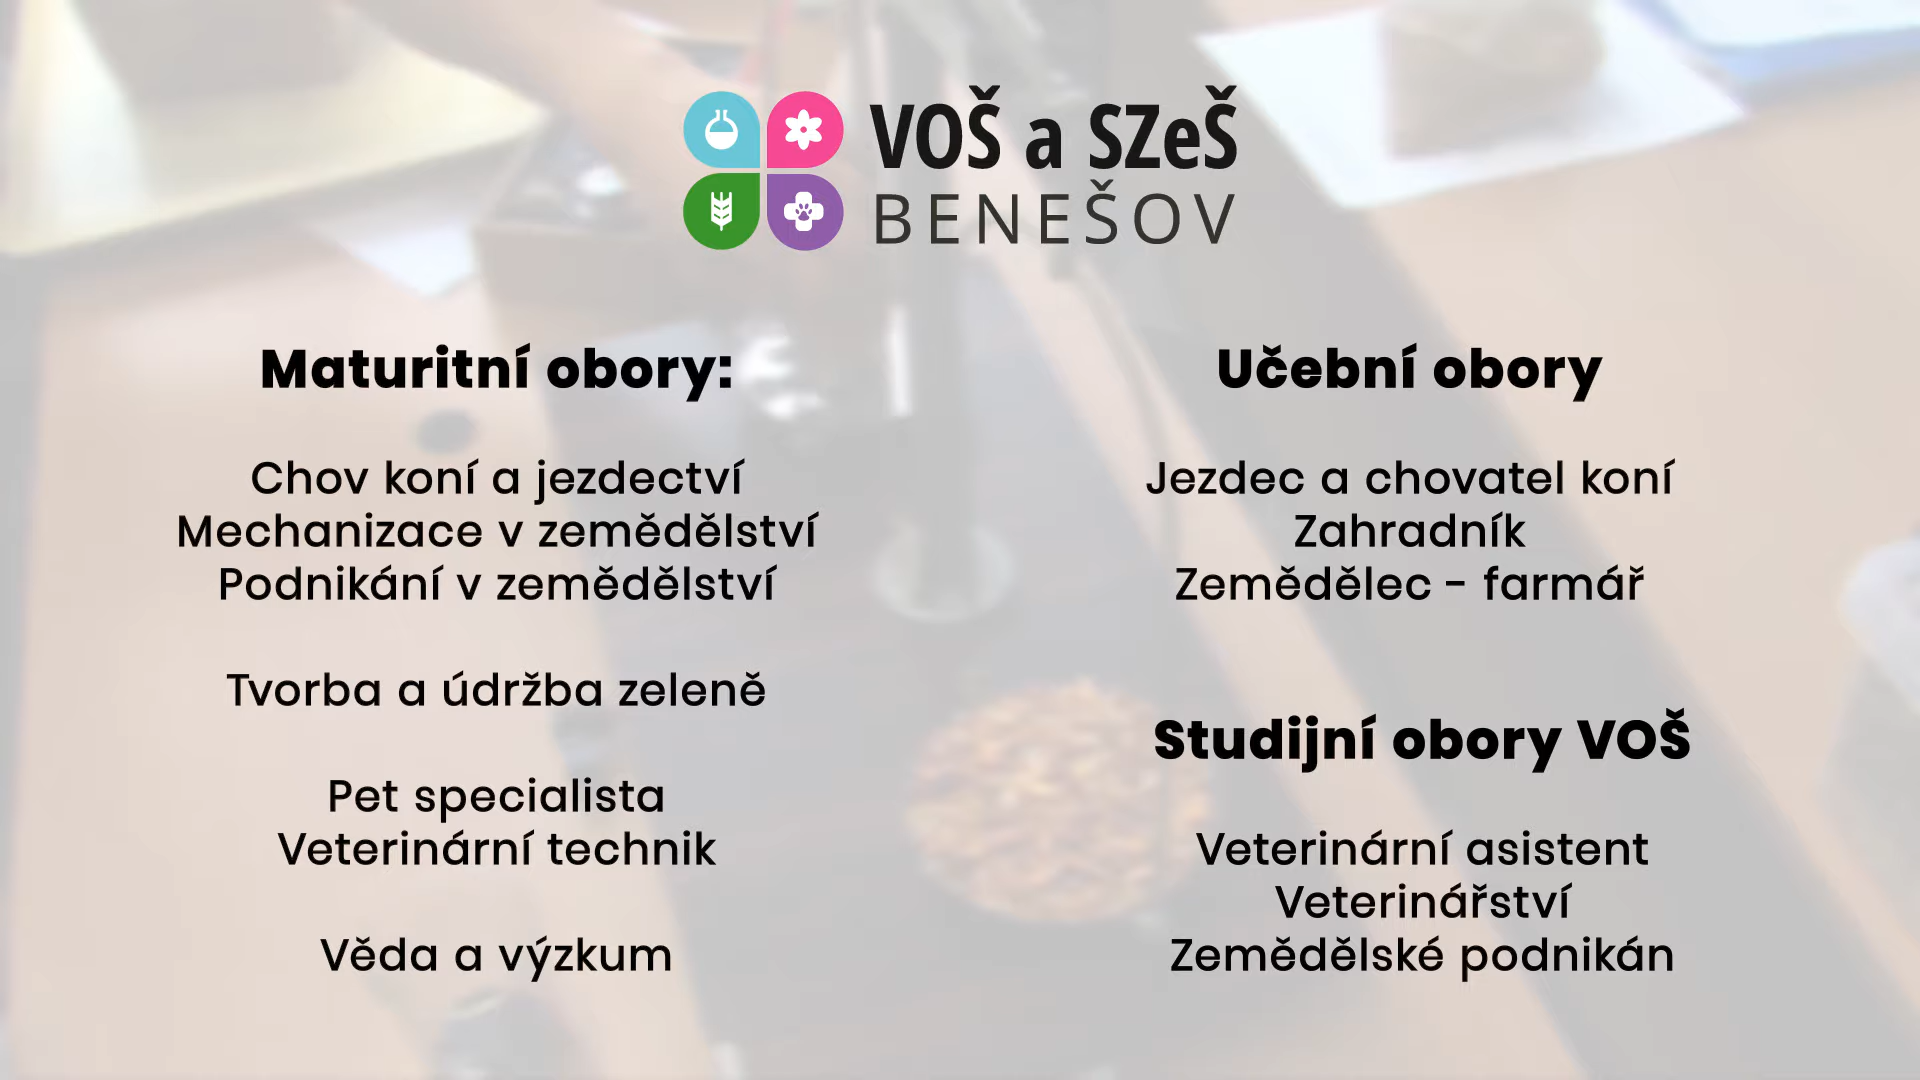 VOŠ a SZeŠ
BENEŠOV
Maturitní obory:
Chov koní a jezdectví
Mechanizace v zemědělství
Podnikání v zemědělství
Tvorba a údržba zeleně
Pet specialista
Veterinární technik
Věda a výzkum
Učební obory
Jezdec a chovatel koní
Zahradník
Zemědělec - farmář
Studijní obory VOŠ
Veterinární asistent
Veterinářství
Zemědělské podnikán